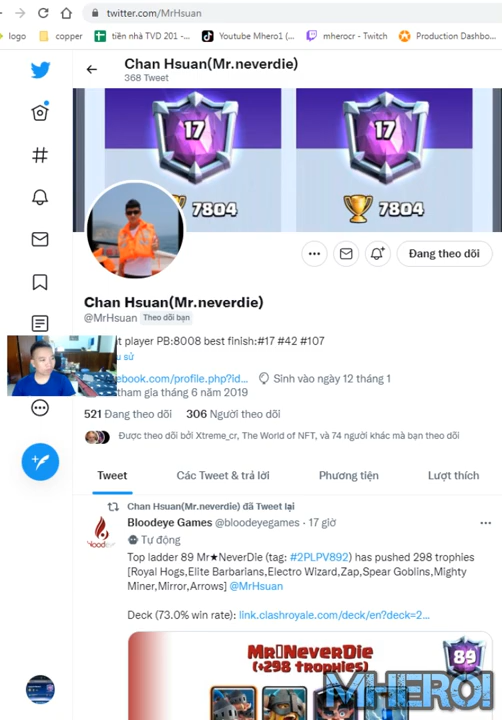 twitter.com/MrHsuan
logo
copper
tiền nhà TVD 201 -...
Youtube Mhero1 (...
mherocr - Twitch
Production Dashbo...
Chan Hsuan(Mr.neverdie)
368 Tweet
17
7804
17
7804
Đang theo dõi
Chan Hsuan(Mr.neverdie)
@MrHsuan Theo dõi bạn
player PB:8008 best finish:#17 #42 #107
sử
ebook.com/profile.php?id... Sinh vào ngày 12 tháng 1
tham gia tháng 6 năm 2019
521 Đang theo dõi 306 Người theo dõi
Được theo dõi bởi Xtreme_cr, The World of NFT, và 74 người khác mà bạn theo dõi
Tweet
Các Tweet & trả lời
Phương tiện
Lượt thích
Chan Hsuan(Mr.neverdie) đã Tweet lại
Bloodeye Games @bloodeyegames · 17 giờ
Tự động
Top ladder 89 Mr★NeverDie (tag: #2PLPV892) has pushed 298 trophies
[Royal Hogs,Elite Barbarians,Electro Wizard,Zap,Spear Goblins,Mighty
Miner,Mirror,Arrows] @MrHsuan
Deck (73.0% win rate): link.clashroyale.com/deck/en?deck=2...
Mr▯NeverDie
(+298 trophies)
89
MHERO!